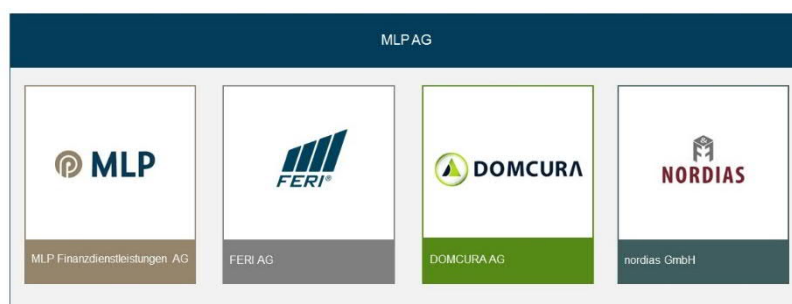 MLP AG
MLP
FERI®
DOMCURA
NORDIAS
MLP Finanzdienstleistungen AG
FERI AG
DOMCURA AG
nordias GmbH